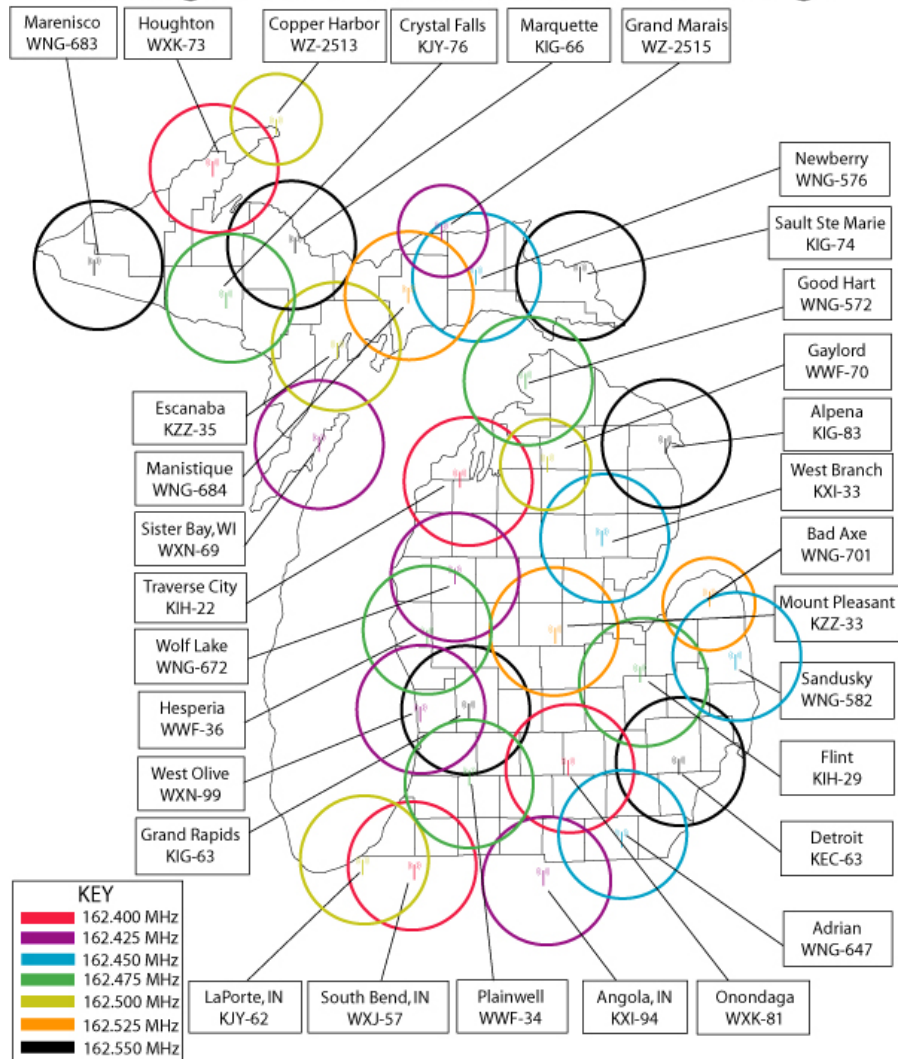 Marenisco
WNG-683
Houghton
WXK-73
Copper Harbor
WZ-2513
Crystal Falls
KJY-76
Marquette
KIG-66
Grand Marais
WZ-2515
Newberry
WNG-576
Sault Ste Marie
KIG-74
Good Hart
WNG-572
Gaylord
WWF-70
Alpena
KIG-83
West Branch
KXI-33
Bad Axe
WNG-701
Mount Pleasant
KZZ-33
Sandusky
WNG-582
Flint
KIH-29
Detroit
KEC-63
Adrian
WNG-647
Escanaba
KZZ-35
Manistique
WNG-684
Sister Bay, WI
WXN-69
Traverse City
KIH-22
Wolf Lake
WNG-672
Hesperia
WWF-36
West Olive
WXN-99
Grand Rapids
KIG-63
LaPorte, IN
KJY-62
South Bend, IN
WXJ-57
Plainwell
WWF-34
Angola, IN
KXI-94
Onondaga
WXK-81
KEY
162.400 MHz
162.425 MHz
162.450 MHz
162.475 MHz
162.500 MHz
162.525 MHz
162.550 MHz